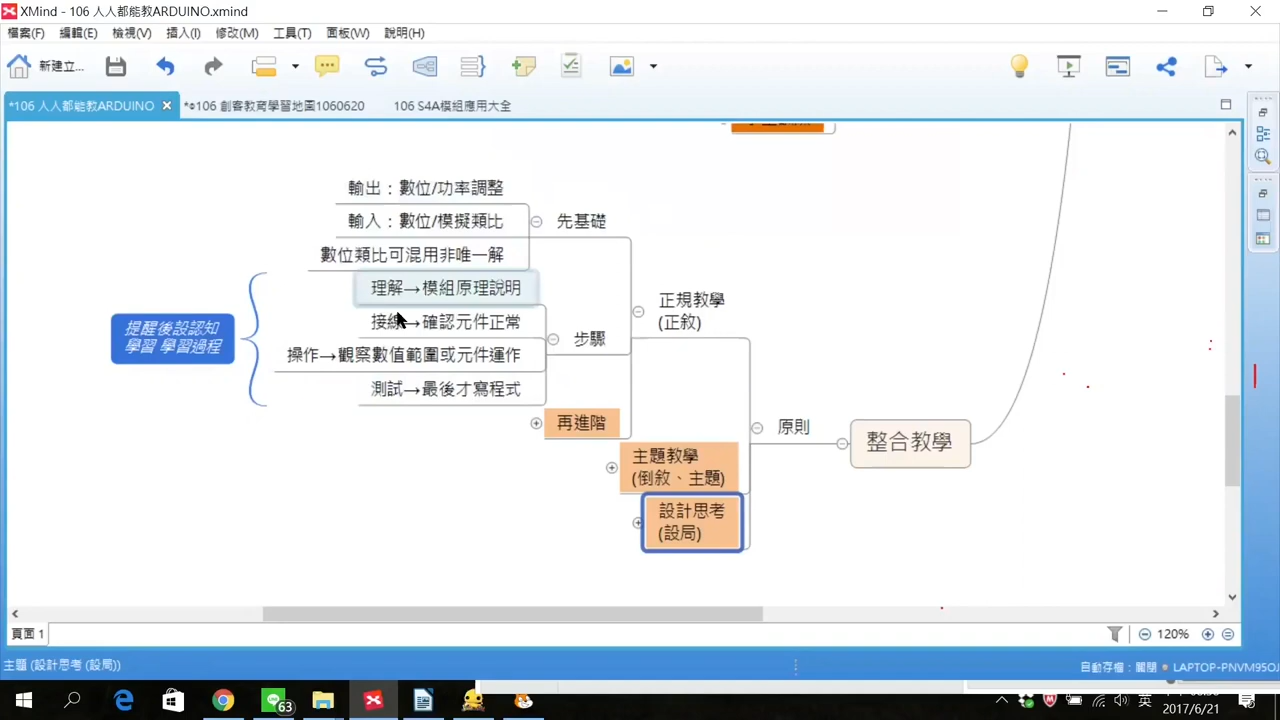 XMind - 106 人人都能教ARDUINO.xmind
檔案(F) 編輯(E) 檢視(V) 插入(I) 修改(M) 工具(T) 面板(W) 說明(H)
新建立...
*106 人人都能教ARDUINO
106 創客教育學習地圖1060620
106 S4A模組應用大全
輸出：數位/功率調整
輸入：數位/模擬類比
先基礎
數位類比可混用非唯一解
理解→模組原理說明
接線→確認元件正常
操作→觀察數值範圍或元件運作
測試→最後才寫程式
步驟
提醒後設認知
學習 學習過程
正規教學
(正敘)
再進階
原則
整合教學
主題教學
(倒敘、主題)
設計思考
(設局)
頁面 1
120%
主題 (設計思考 (設局))
自動存檔：關閉
LAPTOP-PNVM95OJ
63
英
2017/6/21